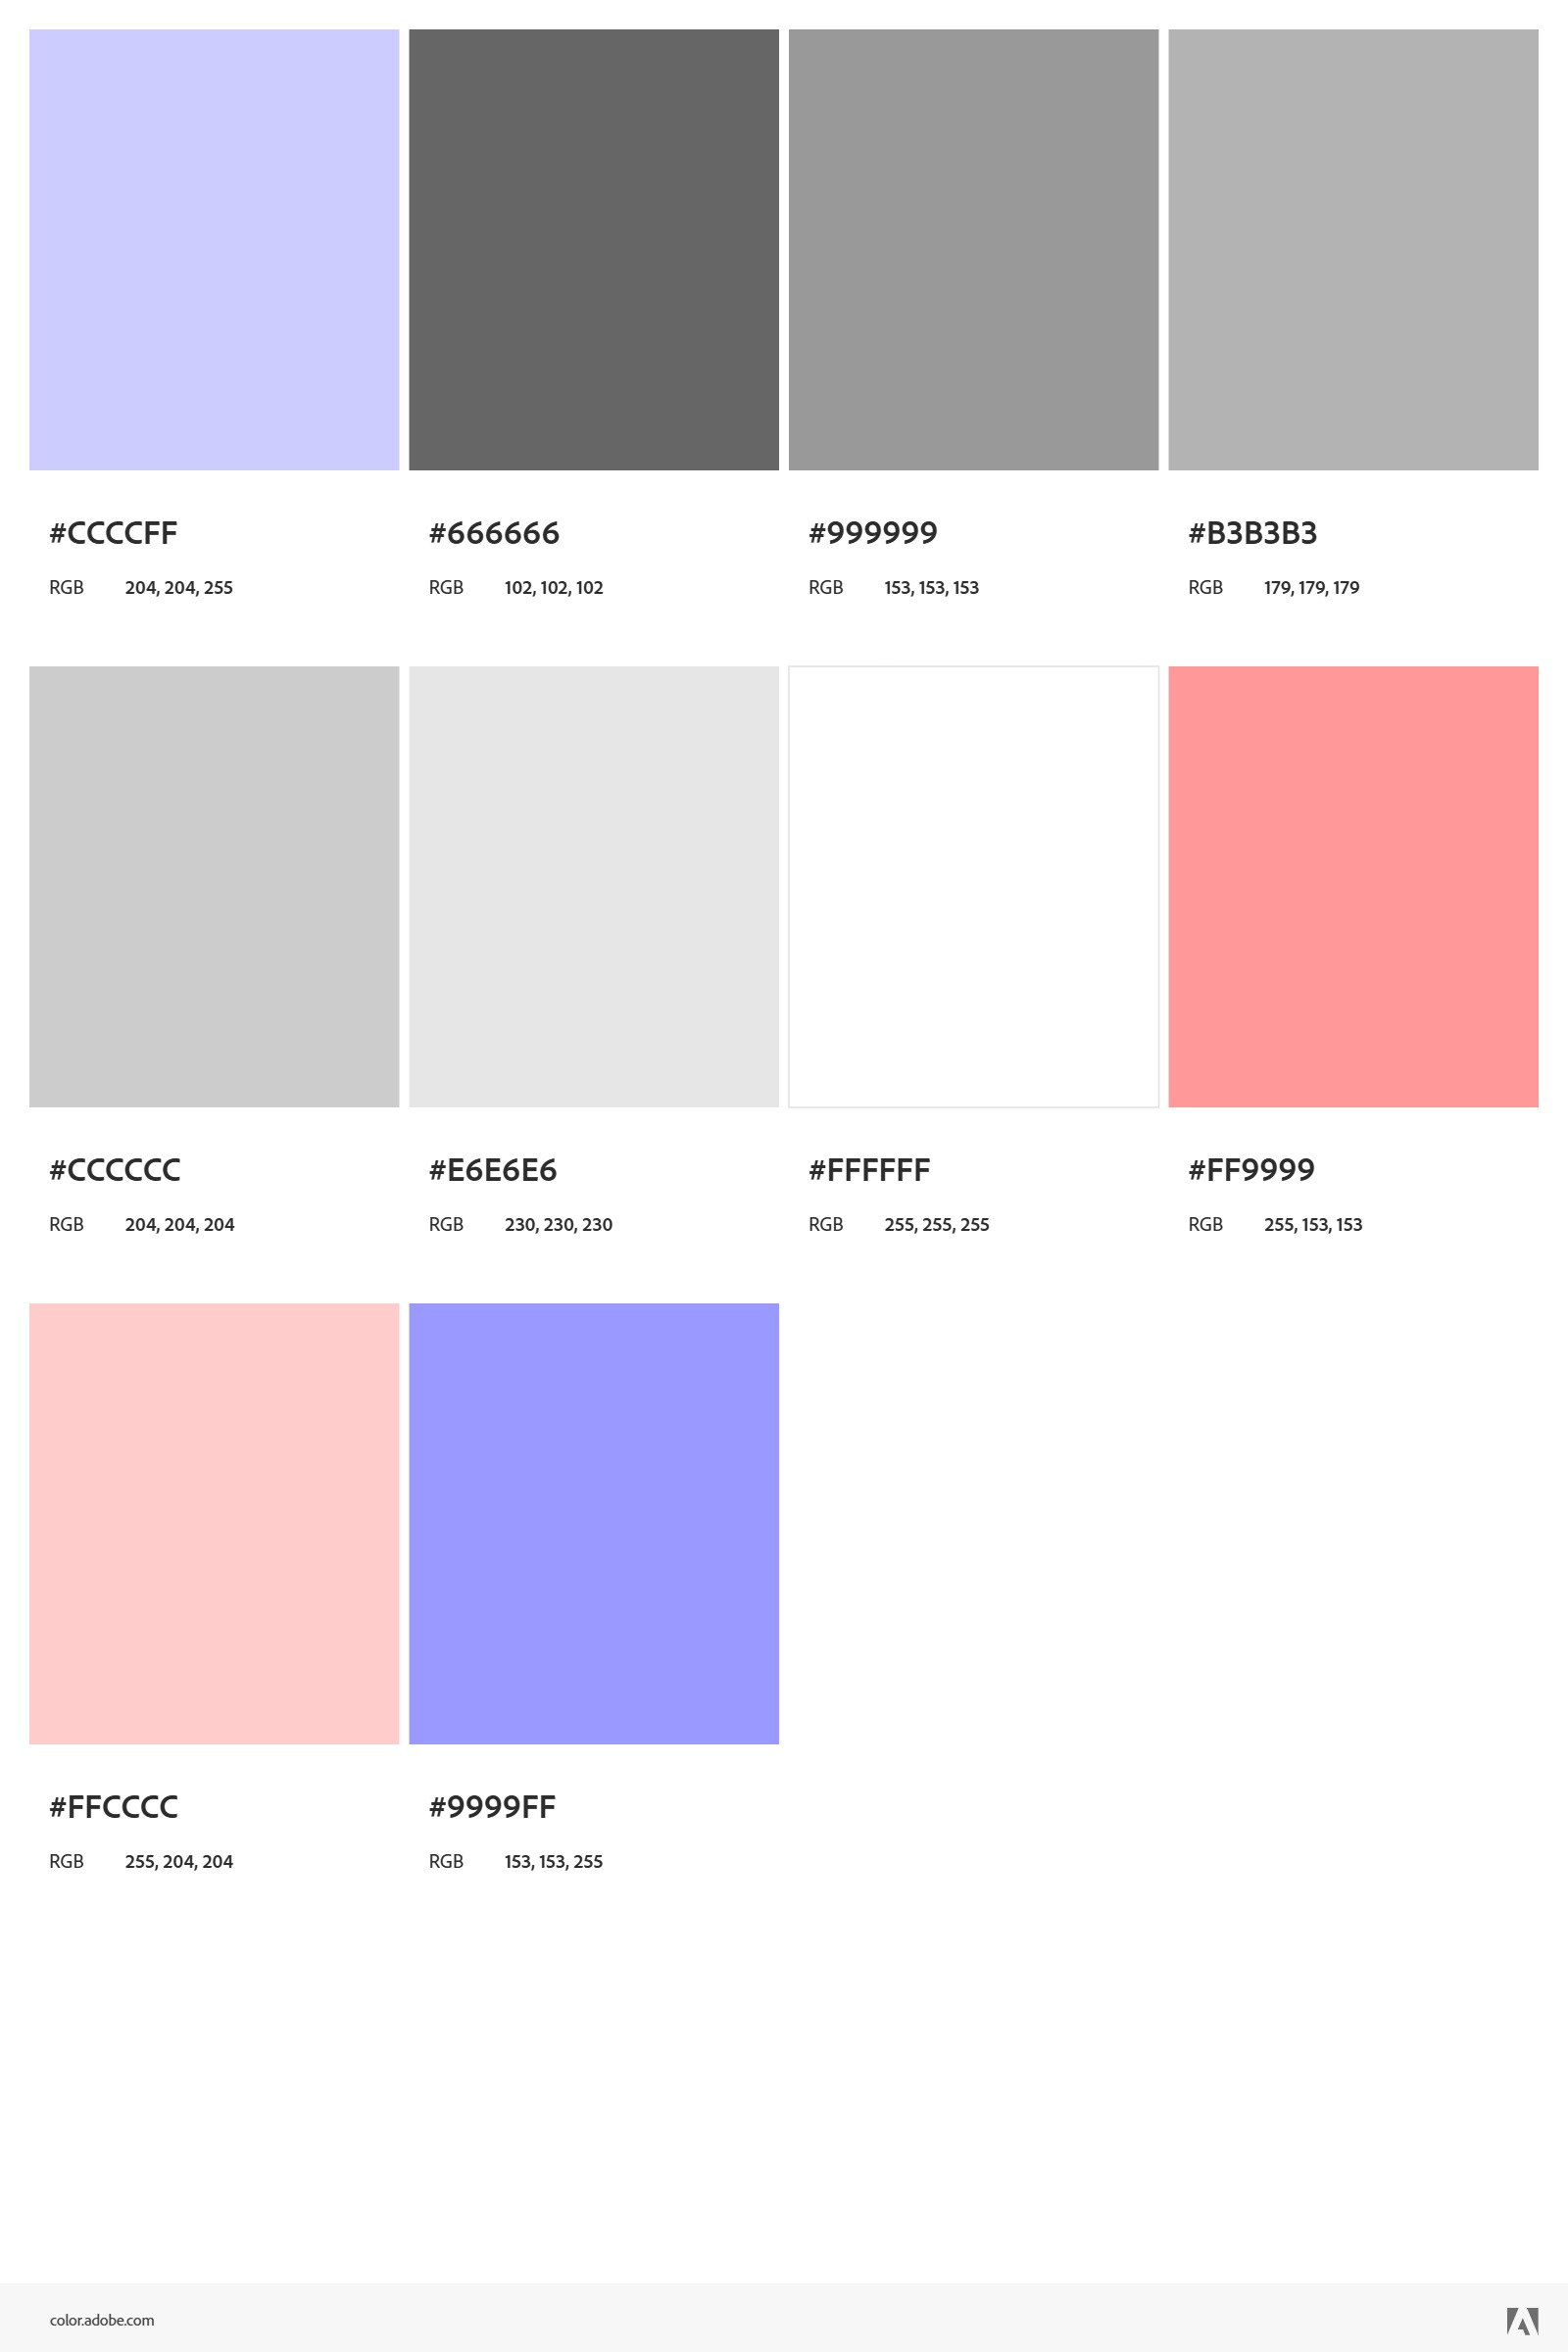 #CCCCFF #666666 #999999 #B3B3B3
RGB 204, 204, 255 RGB 102, 102, 102 RGB 153, 153, 153 RGB 179, 179, 179
#CCCCCC #E6E6E6 #FFFFFF #FF9999
RGB 204, 204, 204 RGB 230, 230, 230 RGB 255, 255, 255 RGB 255, 153, 153
#FFCCCC #9999FF
RGB 255, 204, 204 RGB 153, 153, 255
color.adobe.com